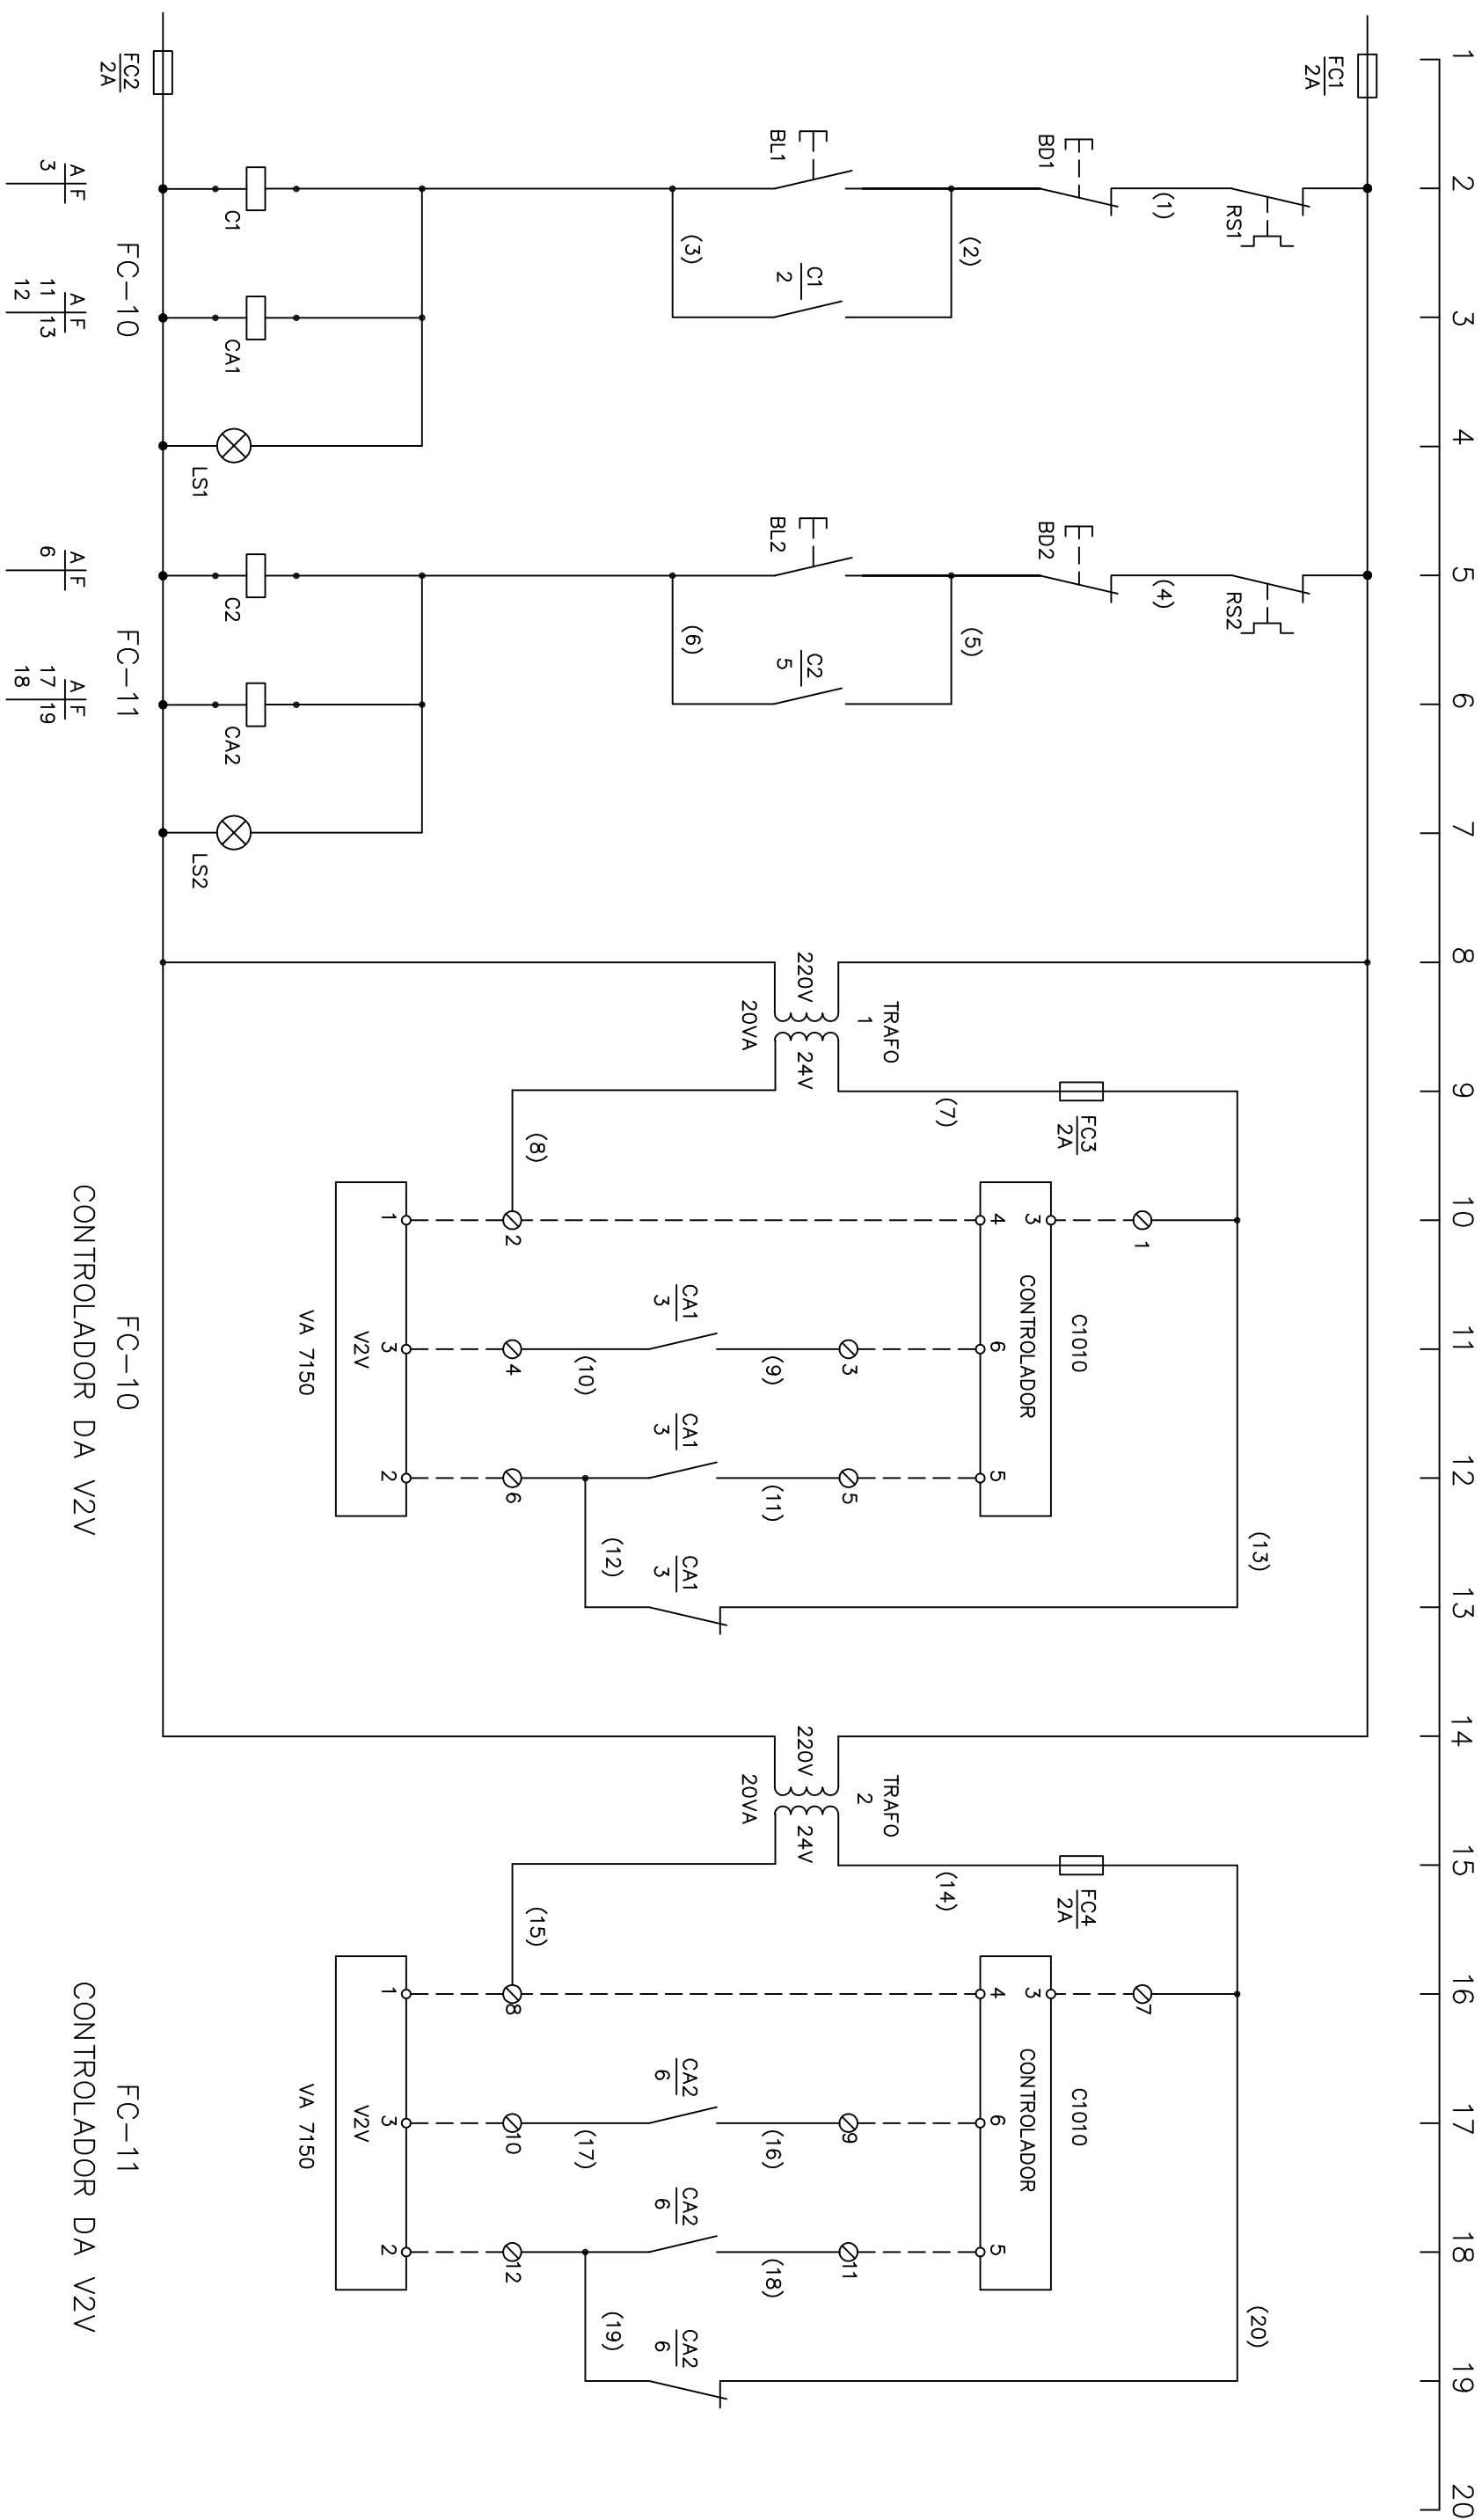 1 2 3 4 5 6 7 8 9 10 11 12 13 14 15 16 17 18 19 20
FC1
2A
RS1
(1)
BD1
(2)
BL1
C1
2
(3)
C1
CA1
LS1
FC2
2A
A F
3
A F
11 13
12
FC-10
RS2
(4)
BD2
(5)
BL2
C2
5
(6)
C2
CA2
LS2
A F
6
A F
17 19
18
FC-11
TRAFO
1
220V
24V
20VA
(7)
FC3
2A
(8)
(13)
1
C1010
CONTROLADOR
3
4
6
5
3
5
(9)
(11)
CA1
3
CA1
3
CA1
3
(10)
(12)
2
4
6
1
3
2
V2V
VA 7150
FC-10
CONTROLADOR DA V2V
TRAFO
2
220V
24V
20VA
(14)
FC4
2A
(15)
(20)
7
C1010
CONTROLADOR
3
4
6
5
9
11
(16)
(18)
CA2
6
CA2
6
CA2
6
(17)
(19)
8
10
12
1
3
2
V2V
VA 7150
FC-11
CONTROLADOR DA V2V